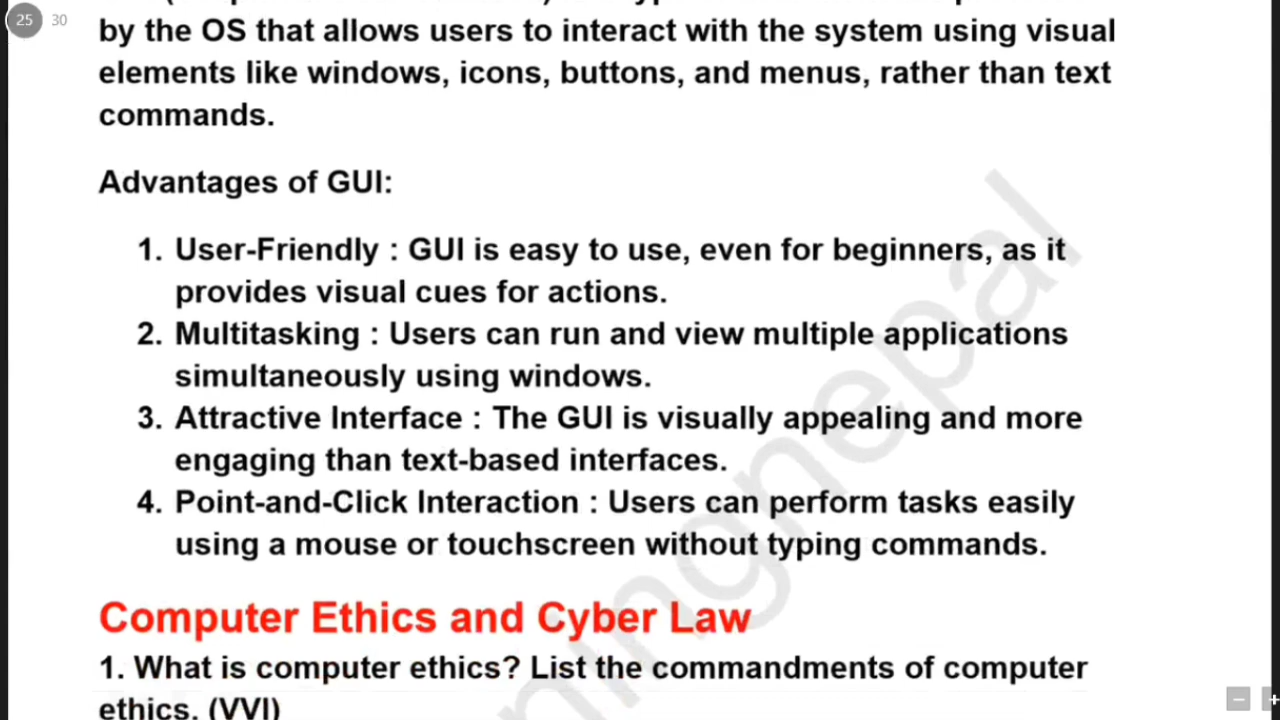 25 30
by the OS that allows users to interact with the system using visual
elements like windows, icons, buttons, and menus, rather than text
commands.
Advantages of GUI:
1. User-Friendly : GUI is easy to use, even for beginners, as it
provides visual cues for actions.
2. Multitasking : Users can run and view multiple applications
simultaneously using windows.
3. Attractive Interface : The GUI is visually appealing and more
engaging than text-based interfaces.
4. Point-and-Click Interaction : Users can perform tasks easily
using a mouse or touchscreen without typing commands.
Computer Ethics and Cyber Law
1. What is computer ethics? List the commandments of computer
ethics. (VVI)